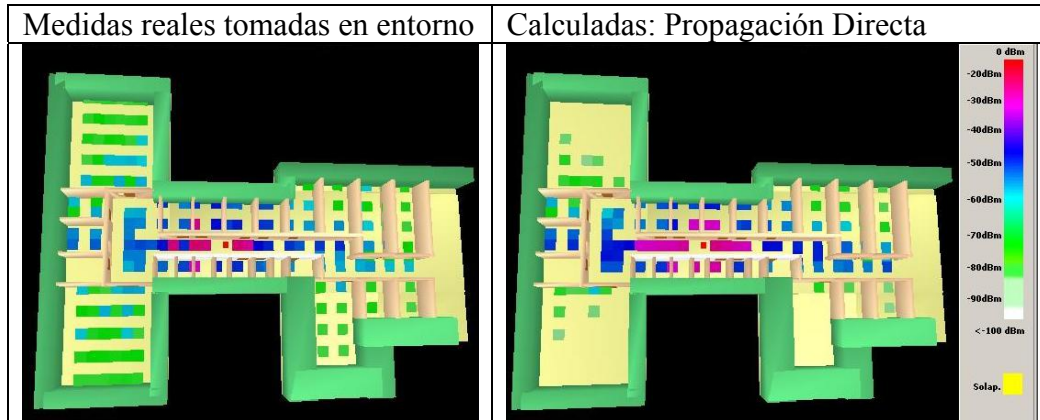 Medidas reales tomadas en entorno
Calculadas: Propagación Directa
0 dBm
-20dBm
-30dBm
-40dBm
-50dBm
-60dBm
-70dBm
-80dBm
-90dBm
<-100 dBm
Solap.